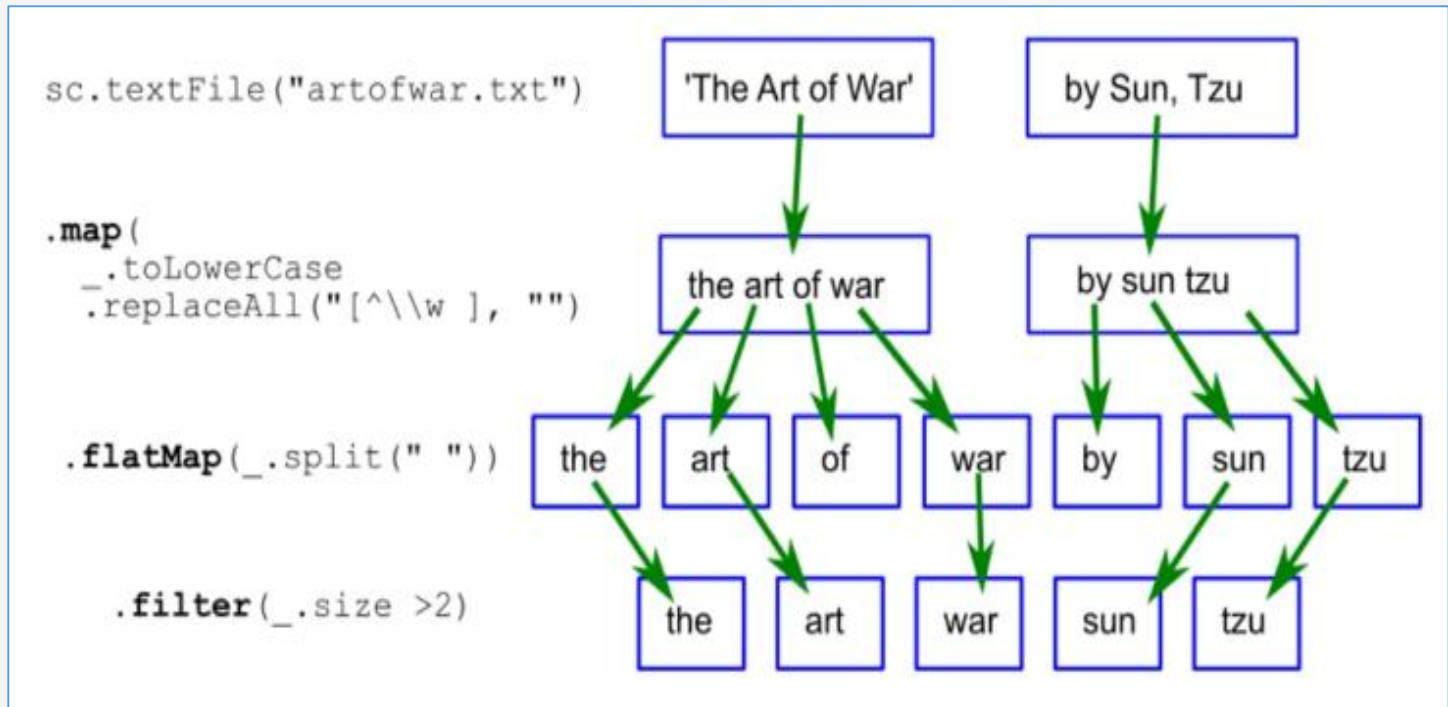 sc.textFile("artofwar.txt")
'The Art of War'
by Sun, Tzu
.map(
_.toLowerCase
.replaceAll("[^\\w ], "")
the art of war
by sun tzu
.flatMap(_.split(" "))
the
art
of
war
by
sun
tzu
.filter(_.size >2)
the
art
war
sun
tzu